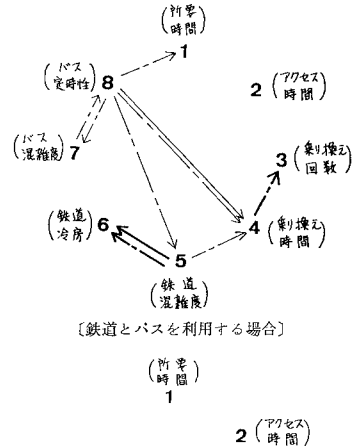 (所要
時間)
1
(バス
定時性) 8
2 (アクセス
時間)
(バス
混雑度)
7
3 (乗り換え
回数)
(鉄道
冷房) 6
4 (乗り換え
時間)
5
(鉄道
混雑度)
〔鉄道とバスを利用する場合〕
(所要
時間)
1
2 (アクセス
時間)